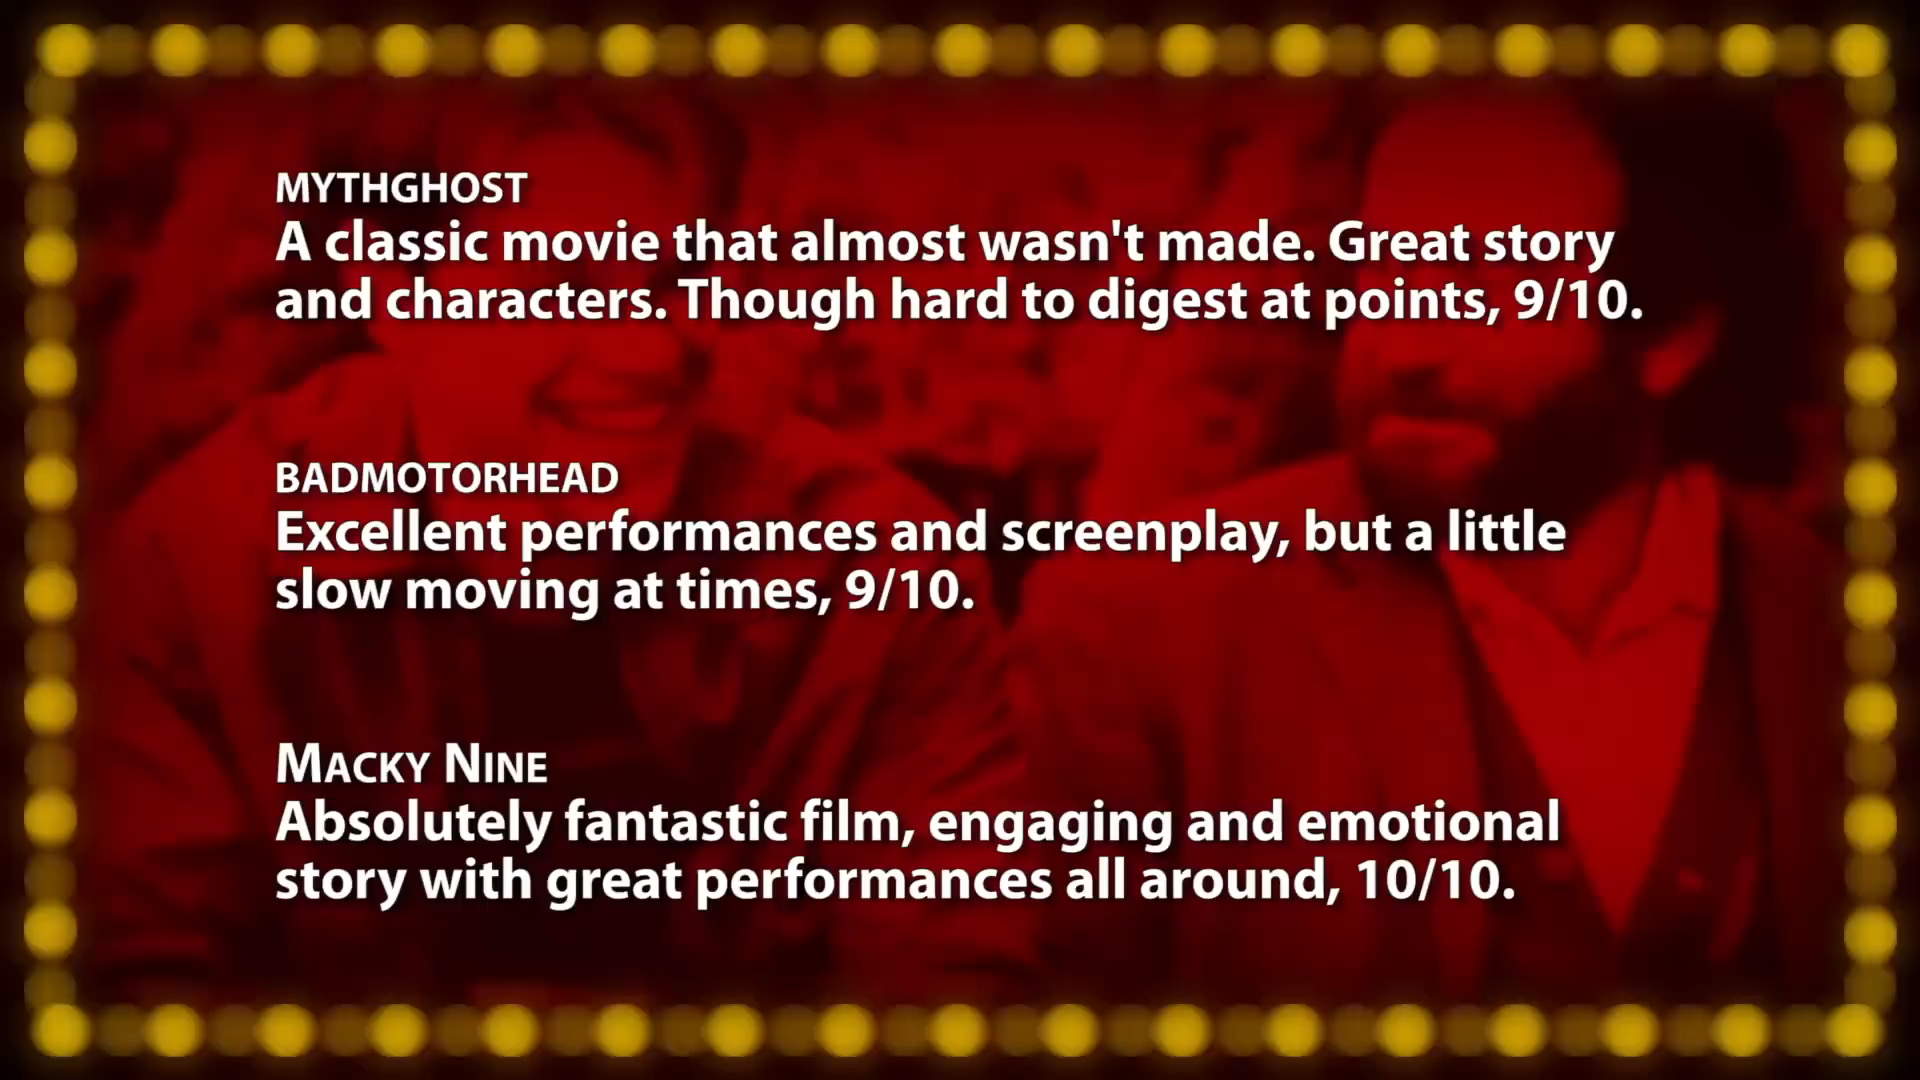 MYTHGHOST
A classic movie that almost wasn't made. Great story
and characters. Though hard to digest at points, 9/10.
BADMOTORHEAD
Excellent performances and screenplay, but a little
slow moving at times, 9/10.
MACKY NINE
Absolutely fantastic film, engaging and emotional
story with great performances all around, 10/10.